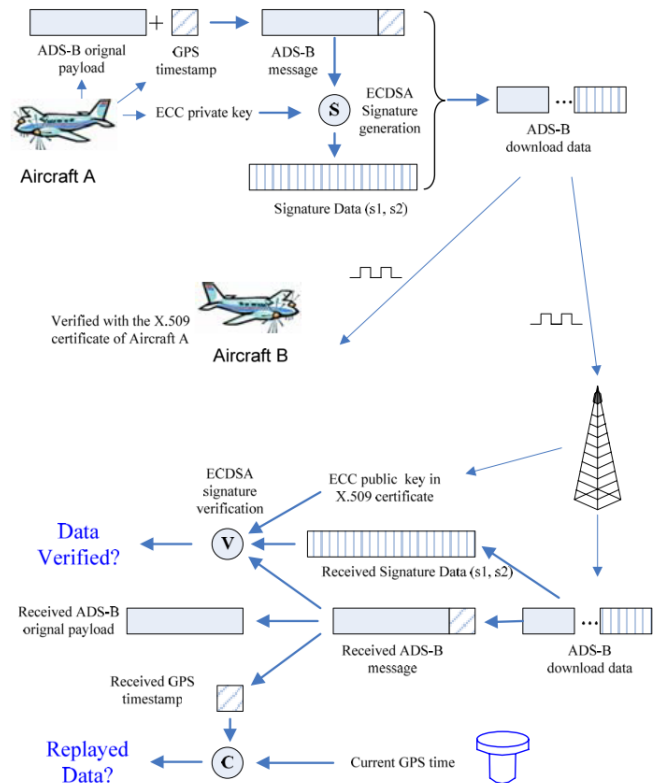 +
ADS-B orignal
payload
GPS
timestamp
ADS-B
message
ECC private key
S
ECDSA
Signature
generation
Aircraft A
Signature Data (s1, s2)
...
ADS-B
download data
Verified with the X.509
certificate of Aircraft A
Aircraft B
ECDSA
signature
verification
ECC public key in
X.509 certificate
Data
Verified?
V
Received Signature Data (s1, s2)
Received ADS-B
orignal payload
Received ADS-B
message
...
ADS-B
download data
Received GPS
timestamp
Replayed
Data?
C
Current GPS time